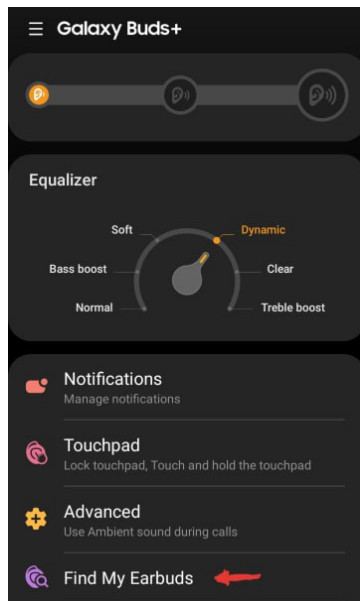 Galaxy Buds+
Equalizer
Soft
Dynamic
Bass boost
Clear
Normal
Treble boost
Notifications
Manage notifications
Touchpad
Lock touchpad, Touch and hold the touchpad
Advanced
Use Ambient sound during calls
Find My Earbuds